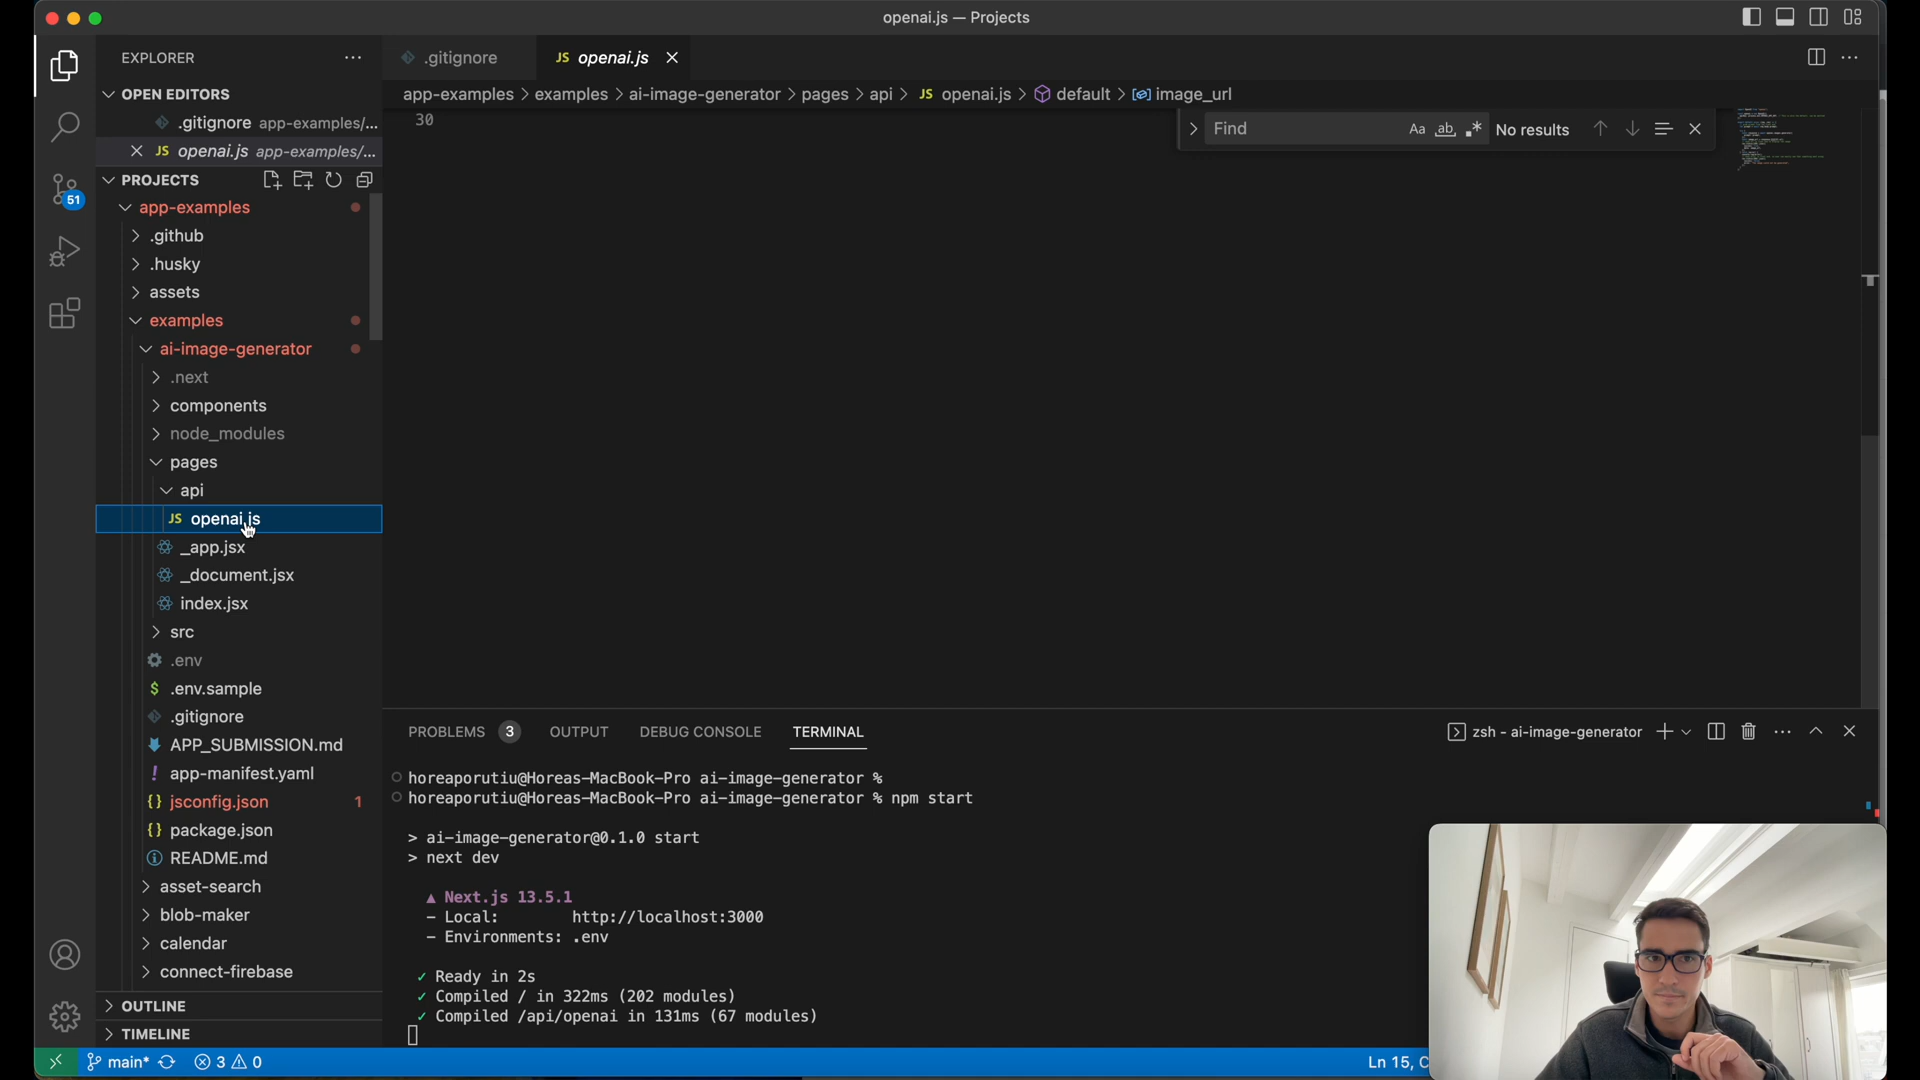 openai.js — Projects
EXPLORER
.gitignore
JS openai.js
OPEN EDITORS
app-examples > examples > ai-image-generator > pages > api > JS openai.js > default > image_url
.gitignore app-examples/...
30
Find
Aa
ab
No results
JS openai.js app-examples/...
PROJECTS
51
app-examples
.github
.husky
assets
examples
ai-image-generator
.next
components
node_modules
pages
api
JS openai.js
_app.jsx
_document.jsx
index.jsx
src
.env
$ .env.sample
.gitignore
APP_SUBMISSION.md
! app-manifest.yaml
{} jsconfig.json 1
{} package.json
README.md
asset-search
blob-maker
calendar
connect-firebase
OUTLINE
TIMELINE
PROBLEMS 3 OUTPUT DEBUG CONSOLE TERMINAL
zsh - ai-image-generator
horeaporutiu@Horeas-MacBook-Pro ai-image-generator %
horeaporutiu@Horeas-MacBook-Pro ai-image-generator % npm start
> ai-image-generator@0.1.0 start
> next dev
▲ Next.js 13.5.1
- Local: http://localhost:3000
- Environments: .env
✓ Ready in 2s
✓ Compiled / in 322ms (202 modules)
✓ Compiled /api/openai in 131ms (67 modules)
main* 3 0
Ln 15, C